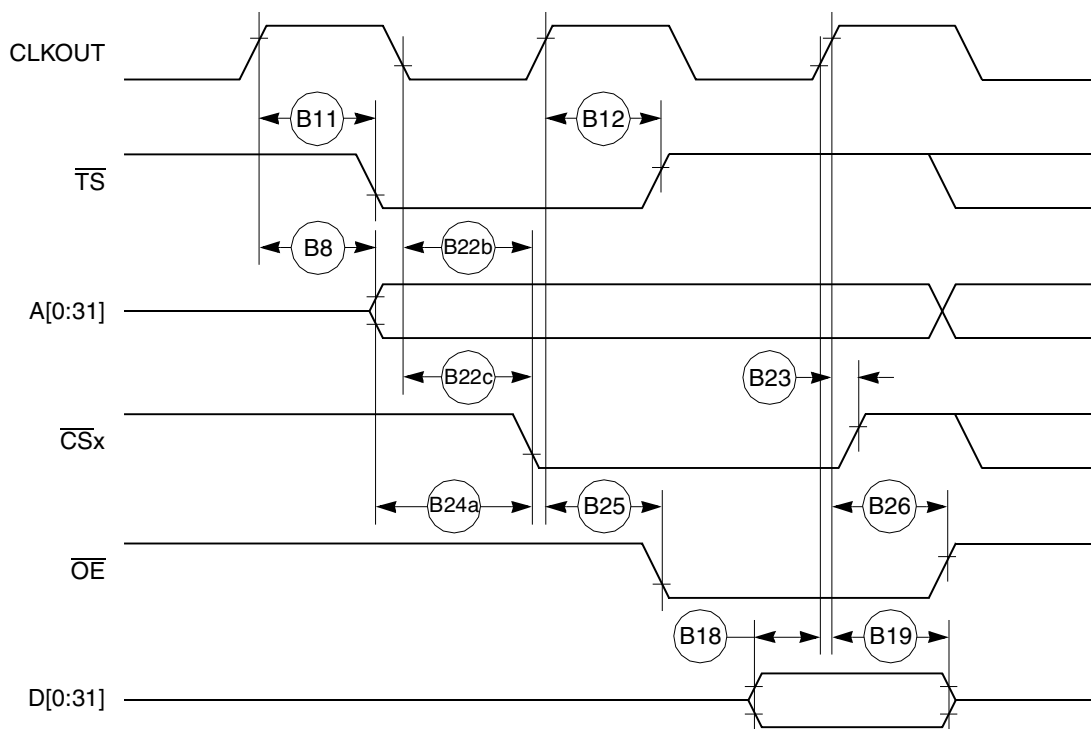 CLKOUT
B11
B12
TS
B8
B22b
A[0:31]
B22c
B23
CSx
B24a
B25
B26
OE
B18
B19
D[0:31]